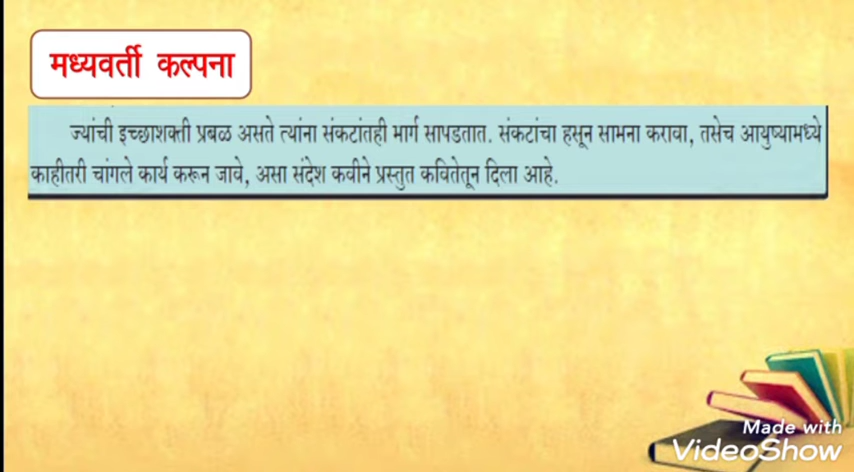 मध्यवर्ती कल्पना
ज्यांची इच्छाशक्ती प्रबळ असते त्यांना संकटांतही मार्ग सापडतात. संकटांचा हसून सामना करावा, तसेच आयुष्यामध्ये
काहीतरी चांगले कार्य करून जावे, असा संदेश कवीने प्रस्तुत कवितेतून दिला आहे.
Made with
VideoShow